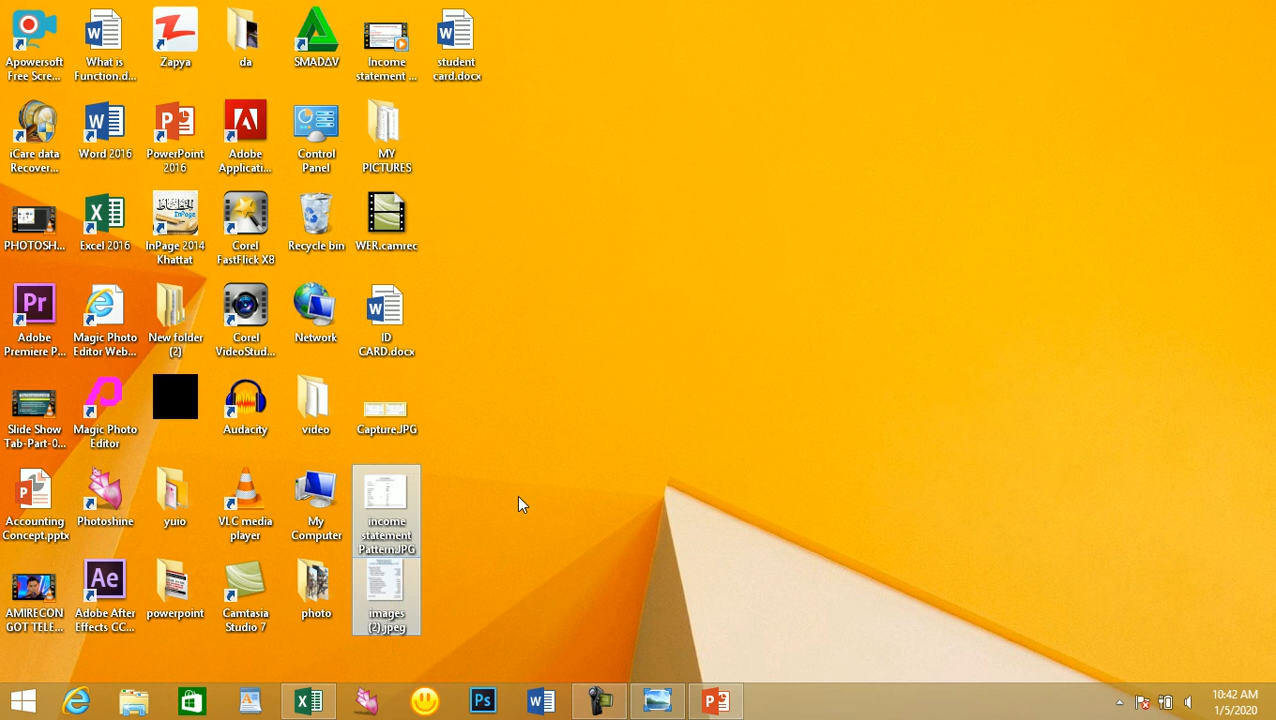 Apowersoft
Free Scre...
What is
Function.d...
Zapya
da
SMADΔV
Income
statement ...
student
card.docx
iCare data
Recover...
Word 2016
PowerPoint
2016
Adobe
Applicati...
Control
Panel
MY
PICTURES
PHOTOSH...
Excel 2016
InPage 2014
Khattat
Corel
FastFlick X8
Recycle bin
WER.camrec
Adobe
Premiere P...
Magic Photo
Editor Web...
New folder
(2)
Corel
VideoStud...
Network
ID
CARD.docx
Slide Show
Tab-Part-0...
Magic Photo
Editor
Audacity
video
Capture.JPG
Accounting
Concept.pptx
Photoshine
yuio
VLC media
player
My
Computer
income
statement
Pattern.JPG
AMIRECON
GOT TELE...
Adobe After
Effects CC...
powerpoint
Camtasia
Studio 7
photo
images
(2).jpeg
10:42 AM
1/5/2020